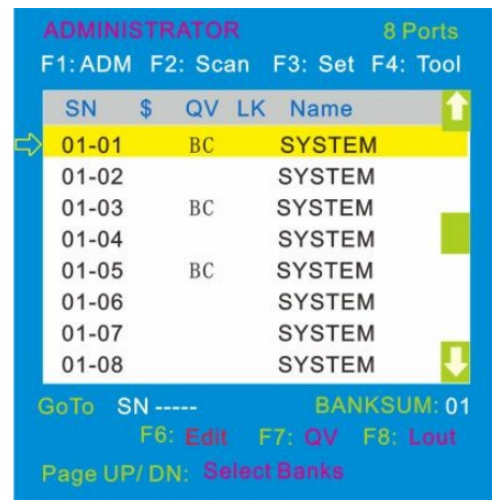 ADMINISTRATOR 8 Ports
F1: ADM F2: Scan F3: Set F4: Tool
SN $ QV LK Name
01-01 BC SYSTEM
01-02 SYSTEM
01-03 BC SYSTEM
01-04 SYSTEM
01-05 BC SYSTEM
01-06 SYSTEM
01-07 SYSTEM
01-08 SYSTEM
GoTo SN ----- BANKSUM: 01
F6: Edit F7: QV F8: Lout
Page UP/ DN: Select Banks